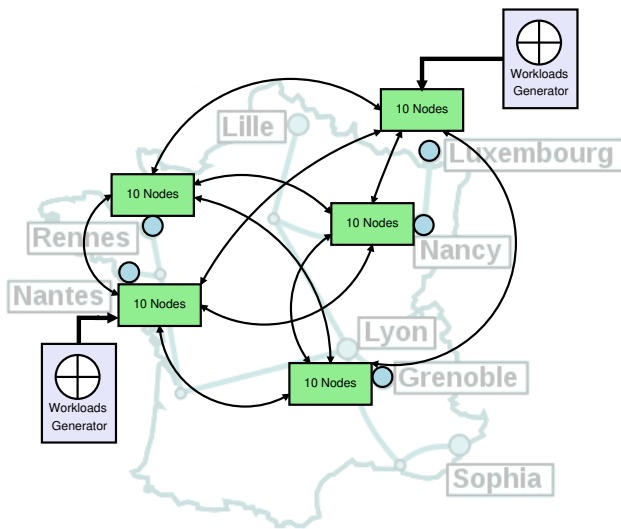 Workloads
Generator
10 Nodes
Lille
Luxembourg
10 Nodes
10 Nodes
Rennes
Nancy
Nantes
10 Nodes
Lyon
10 Nodes
Grenoble
Workloads
Generator
Sophia